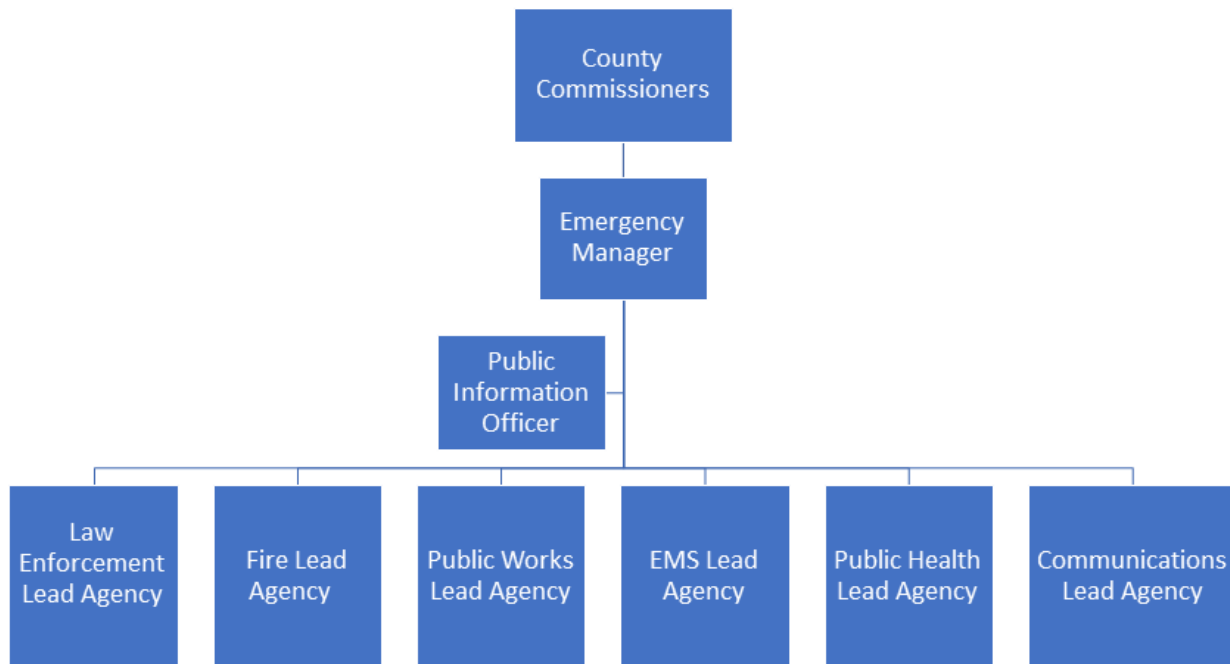 County
Commissioners
Emergency
Manager
Public
Information
Officer
Law
Enforcement
Lead Agency
Fire Lead
Agency
Public Works
Lead Agency
EMS Lead
Agency
Public Health
Lead Agency
Communications
Lead Agency